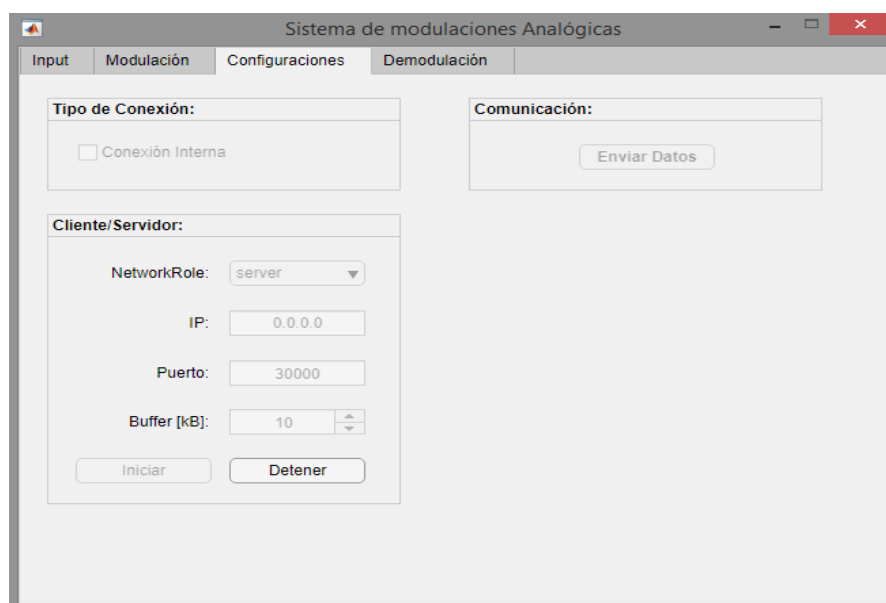 Sistema de modulaciones Analógicas
Input Modulación Configuraciones Demodulación
Tipo de Conexión:
Conexión Interna
Comunicación:
Enviar Datos
Cliente/Servidor:
NetworkRole: server
IP: 0.0.0.0
Puerto: 30000
Buffer [kB]: 10
Iniciar Detener